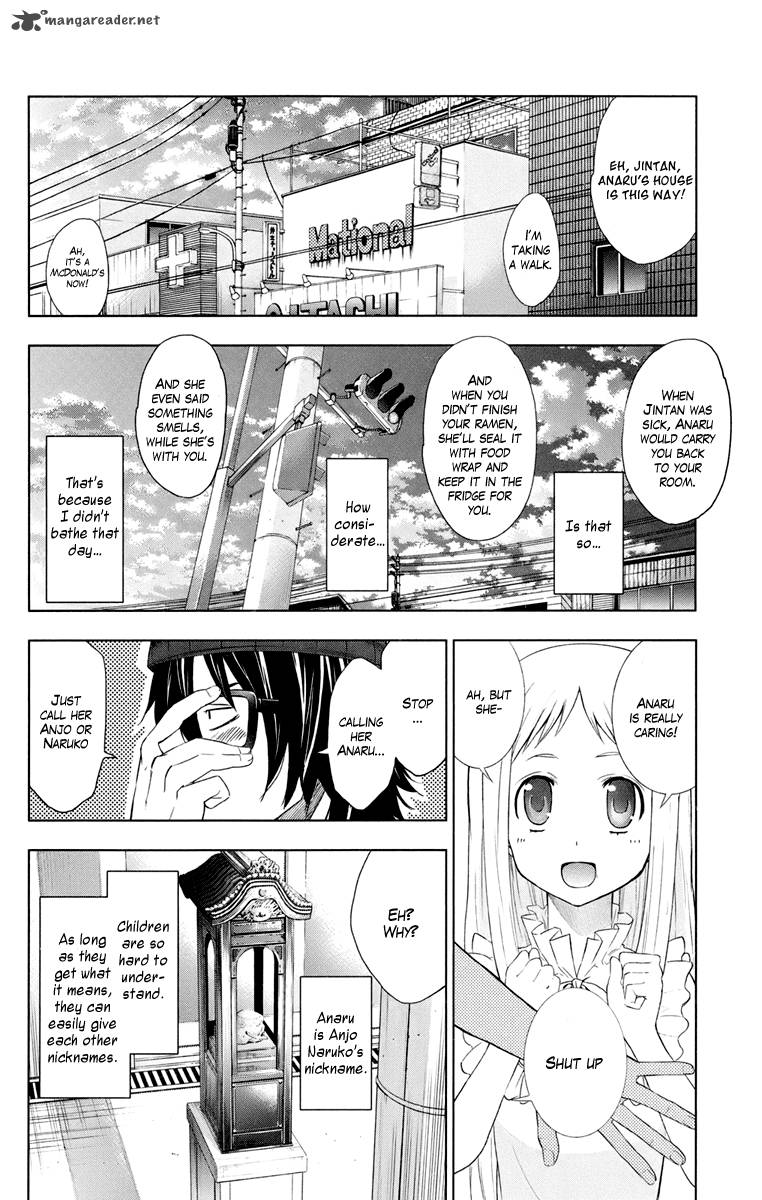 mangareader.net
EH, JINTAN,
ANARU'S HOUSE
IS THIS WAY!
I'M
TAKING
A WALK.
Mational
AH,
IT'S A
MCDONALD'S
NOW!
WHEN
JINTAN WAS
SICK, ANARU
WOULD CARRY
YOU BACK
TO YOUR
ROOM.
Is that
so...
AND
WHEN YOU
DIDN'T FINISH
YOUR RAMEN,
SHE'LL SEAL IT
WITH FOOD
WRAP AND
KEEP IT IN
THE FRIDGE FOR
YOU.
How
consi-
derate...
AND SHE
EVEN SAID
SOMETHING
SMELLS,
WHILE SHE'S
WITH YOU.
That's
because
I didn't
bathe that
day...
ANARU
IS REALLY
CARING!
AH, BUT
SHE-
SHUT UP
STOP
...
CALLING
HER
ANARU...
JUST
CALL HER
ANJO OR
NARUKO
EH?
WHY?
Anaru
is Anjo
Naruko's
nickname.
Children
are so
hard to
under-
stand.
As long
as they
get what
it means,
they can
easily give
each other
nicknames.